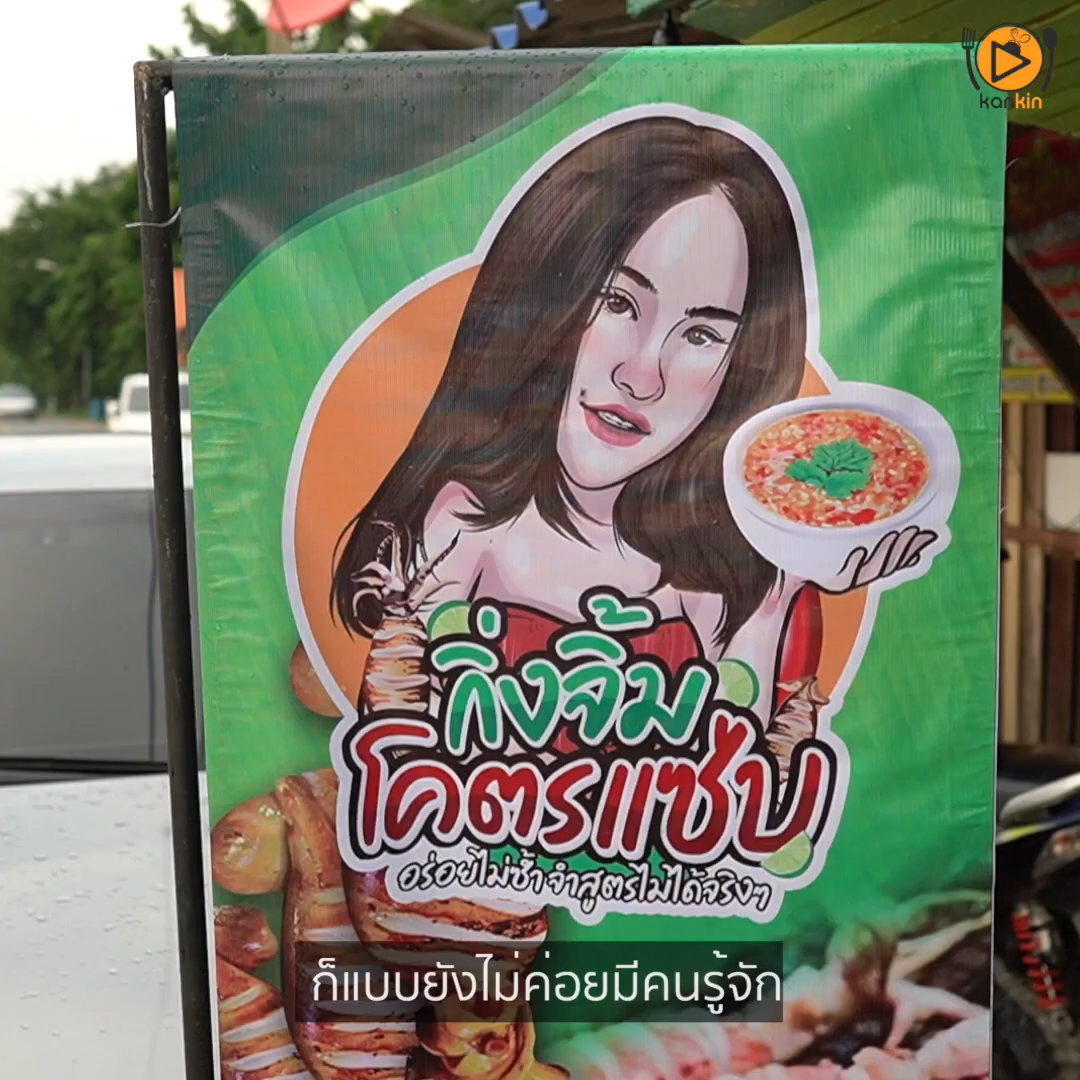 kankin
กิ่งจิ้ม
โคตรแซ่บ
อร่อยไม่ซ้ำ จำสูตรไม่ได้จริงๆ
ก็แบบยังไม่ค่อยมีคนรู้จัก